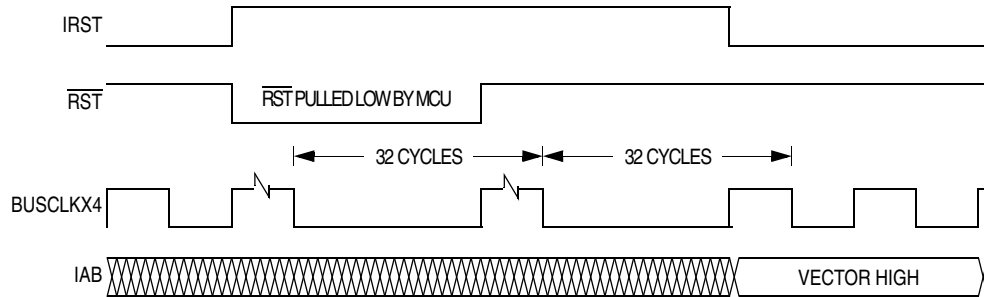 IRST
RST
RST PULLED LOW BY MCU
32 CYCLES
32 CYCLES
BUSCLKX4
IAB
VECTOR HIGH